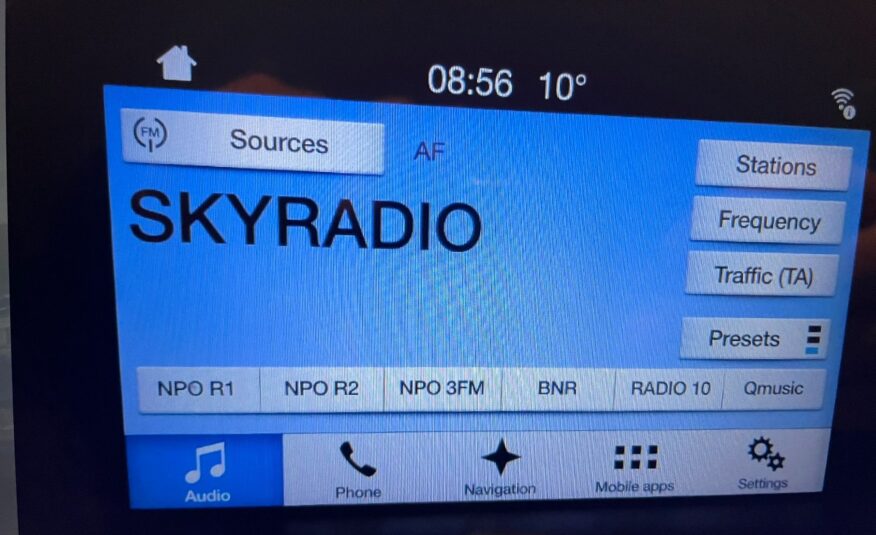 08:56 10°
FM Sources AF
Stations
SKYRADIO
Frequency
Traffic (TA)
Presets
NPO R1 NPO R2 NPO 3FM BNR RADIO 10 Qmusic
Audio Phone Navigation Mobile apps Settings